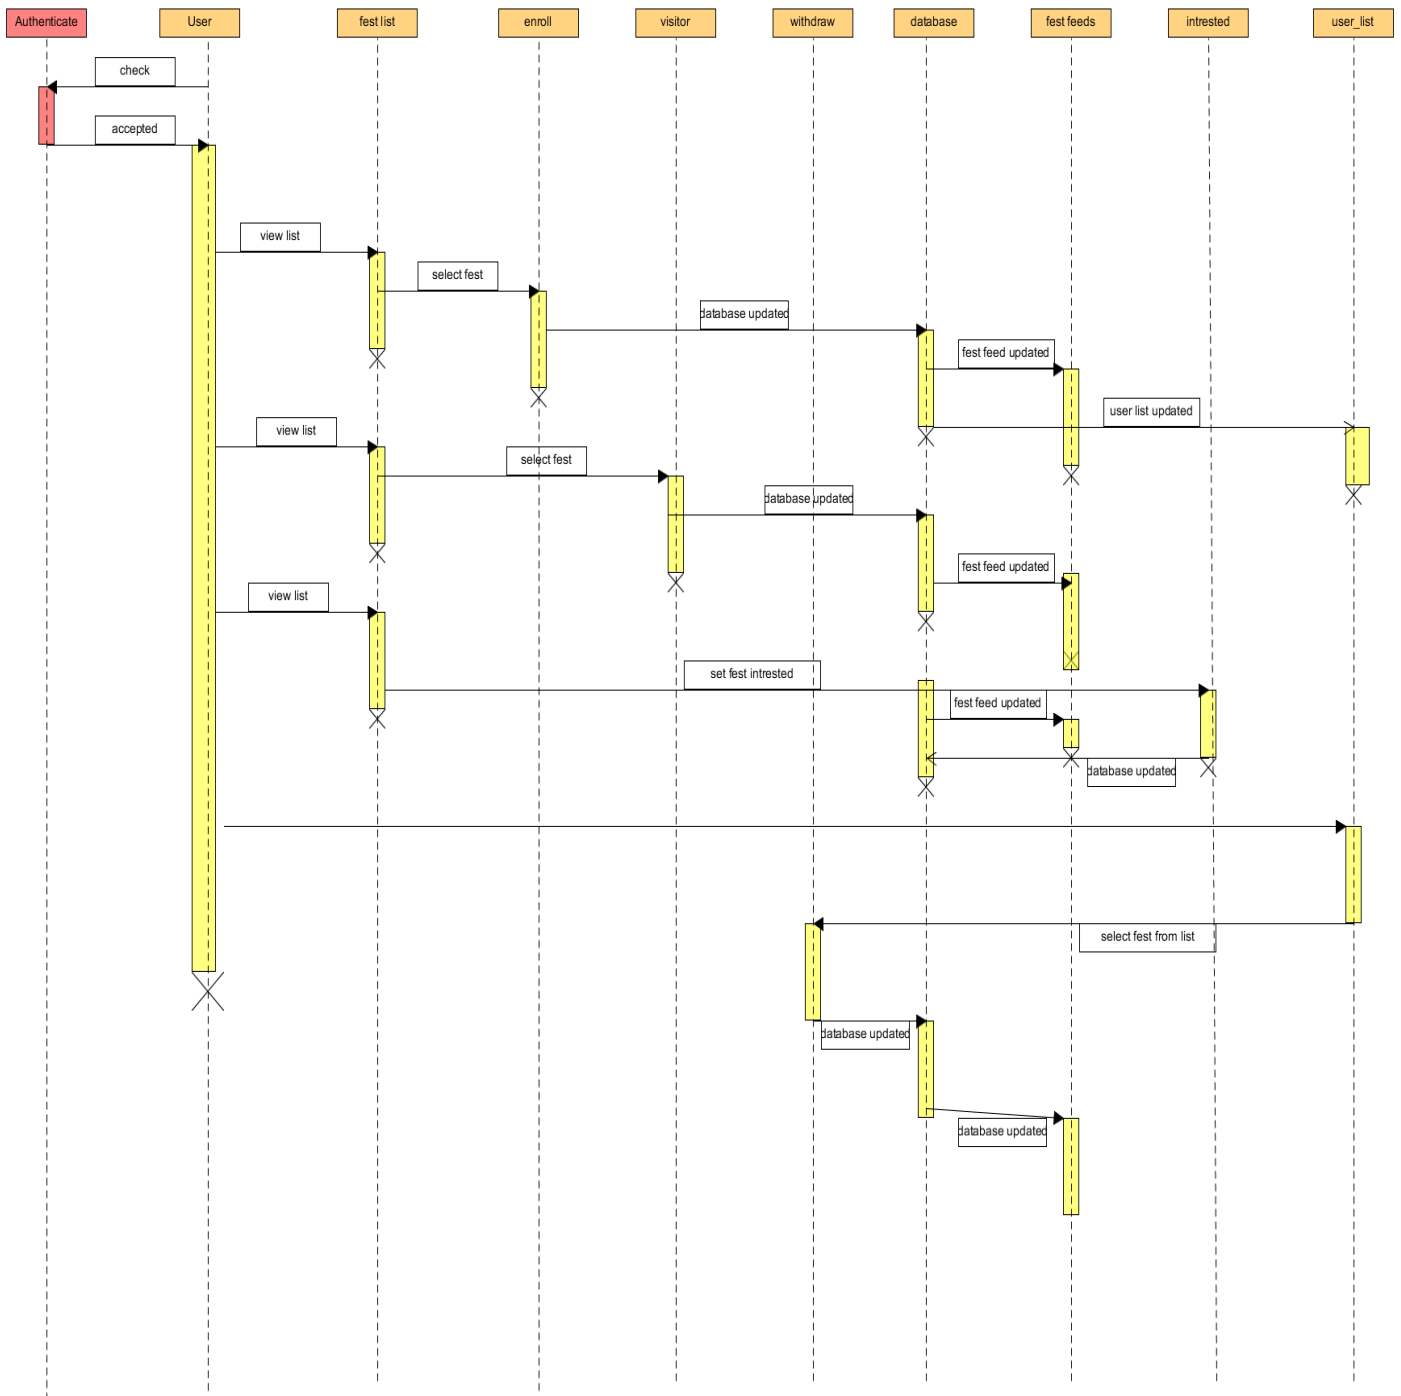 Authenticate
User
fest list
enroll
visitor
withdraw
database
fest feeds
intrested
user_list
check
accepted
view list
select fest
database updated
fest feed updated
user list updated
view list
select fest
database updated
fest feed updated
view list
set fest intrested
fest feed updated
database updated
select fest from list
database updated
database updated